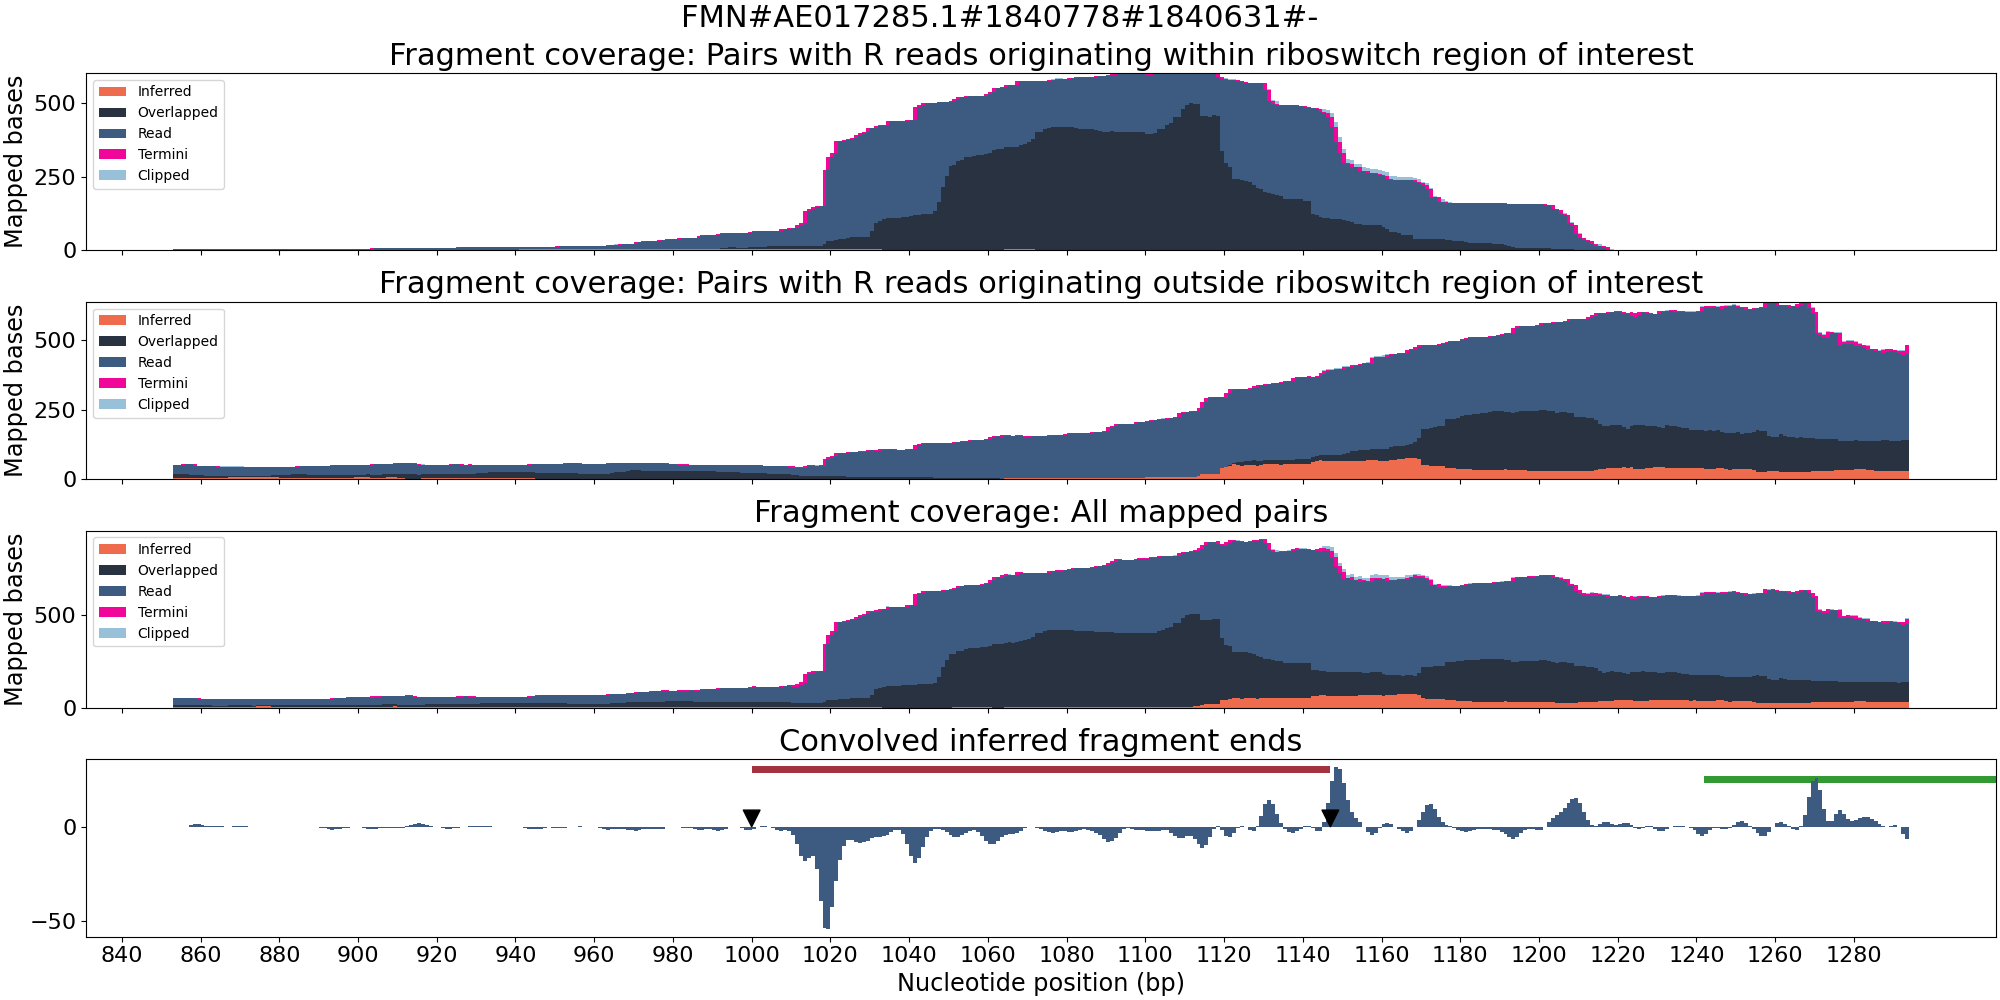 FMN#AE017285.1#1840778#1840631#-
Fragment coverage: Pairs with R reads originating within riboswitch region of interest
Mapped bases
500
250
0
Inferred
Overlapped
Read
Termini
Clipped
Fragment coverage: Pairs with R reads originating outside riboswitch region of interest
Mapped bases
500
250
0
Inferred
Overlapped
Read
Termini
Clipped
Fragment coverage: All mapped pairs
Mapped bases
500
0
Inferred
Overlapped
Read
Termini
Clipped
Convolved inferred fragment ends
0
−50
840 860 880 900 920 940 960 980 1000 1020 1040 1060 1080 1100 1120 1140 1160 1180 1200 1220 1240 1260 1280
Nucleotide position (bp)